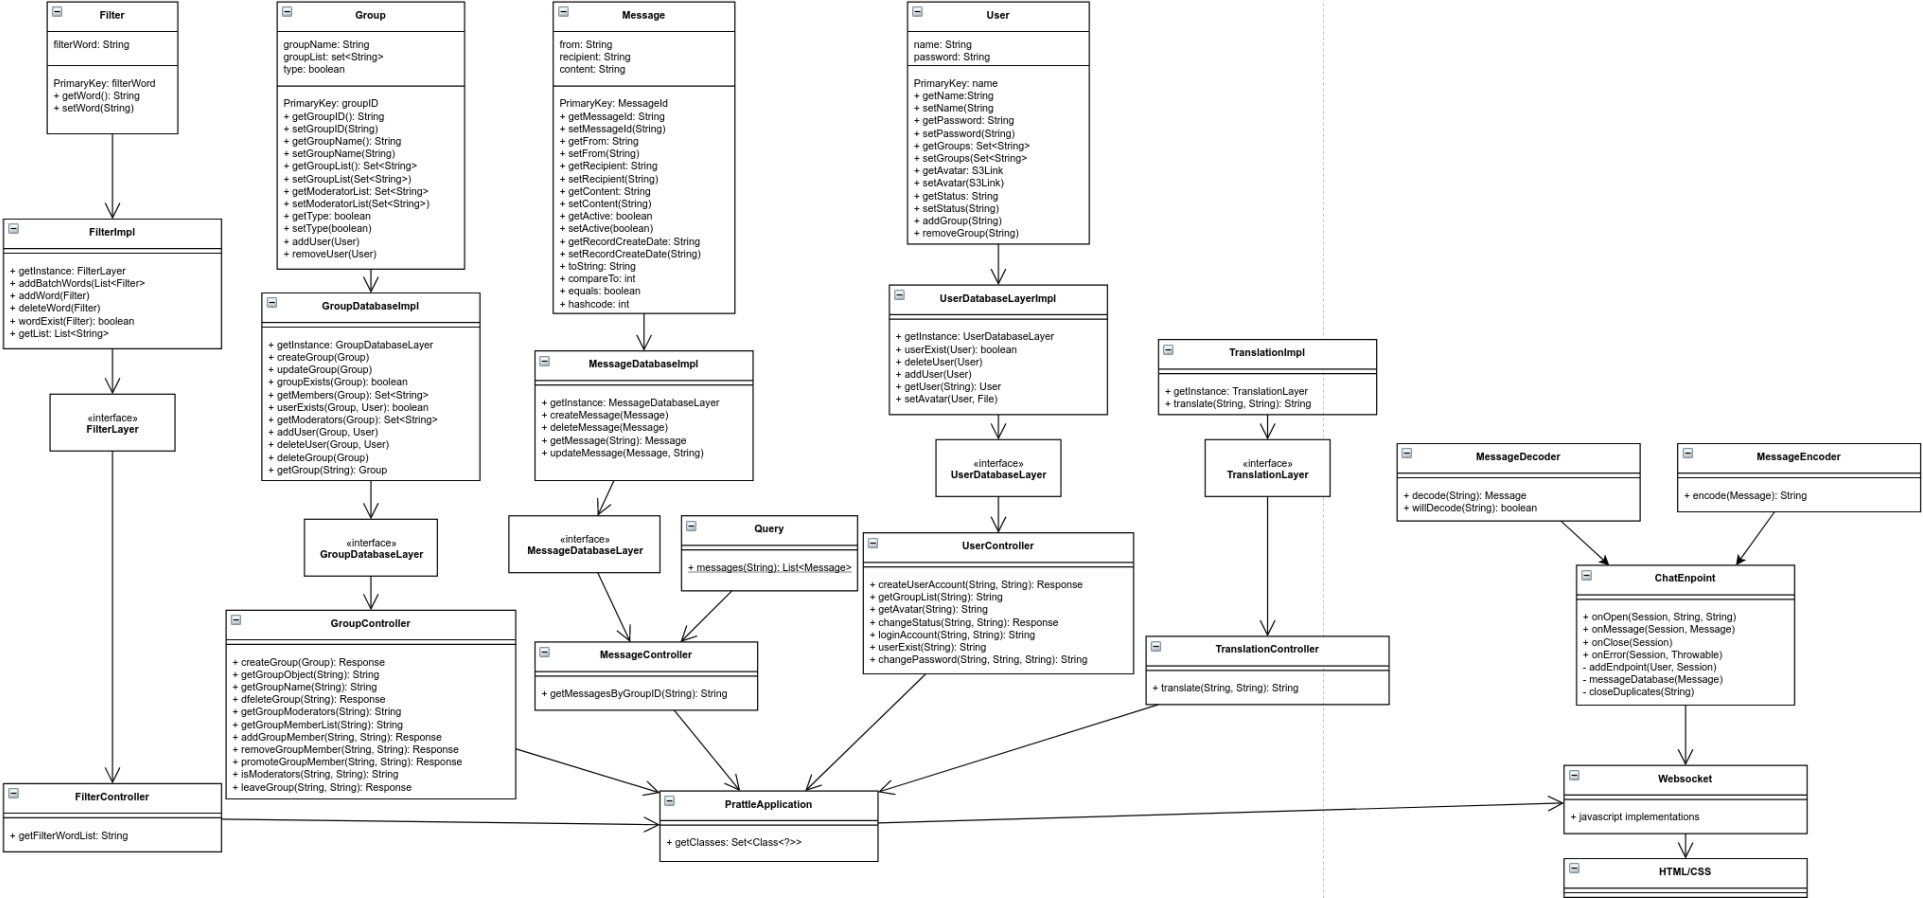 Filter
filterWord: String
PrimaryKey: filterWord
+ getWord(): String
+ setWord(String)
Group
groupName: String
groupList: set<String>
type: boolean
PrimaryKey: groupID
+ getGroupID(): String
+ setGroupID(String)
+ getGroupName(): String
+ setGroupName(String)
+ getGroupList(): Set<String>
+ setGroupList(Set<String>)
+ getModeratorList: Set<String>
+ setModeratorList(Set<String>)
+ getType: boolean
+ setType(boolean)
+ addUser(User)
+ removeUser(User)
Message
from: String
recipient: String
content: String
PrimaryKey: MessageId
+ getMessageId: String
+ setMessageId(String)
+ getFrom: String
+ setFrom(String)
+ getRecipient: String
+ setRecipient(String)
+ getContent: String
+ setContent(String)
+ getActive: boolean
+ setActive(boolean)
+ getRecordCreateDate: String
+ setRecordCreateDate(String)
+ toString: String
+ compareTo: int
+ equals: boolean
+ hashcode: int
User
name: String
password: String
PrimaryKey: name
+ getName:String
+ setName(String
+ getPassword: String
+ setPassword(String)
+ getGroups: Set<String>
+ setGroups(Set<String>
+ getAvatar: S3Link
+ setAvatar(S3Link)
+ getStatus: String
+ setStatus(String)
+ addGroup(String)
+ removeGroup(String)
FilterImpl
+ getInstance: FilterLayer
+ addBatchWords(List<Filter>
+ addWord(Filter)
+ deleteWord(Filter)
+ wordExist(Filter): boolean
+ getList: List<String>
GroupDatabaseImpl
+ getInstance: GroupDatabaseLayer
+ createGroup(Group)
+ updateGroup(Group)
+ groupExists(Group): boolean
+ getMembers(Group): Set<String>
+ userExists(Group, User): boolean
+ getModerators(Group): Set<String>
+ addUser(Group, User)
+ deleteUser(Group, User)
+ deleteGroup(Group)
+ getGroup(String): Group
MessageDatabaseImpl
+ getInstance: MessageDatabaseLayer
+ createMessage(Message)
+ deleteMessage(Message)
+ getMessage(String): Message
+ updateMessage(Message, String)
UserDatabaseLayerImpl
+ getInstance: UserDatabaseLayer
+ userExist(User): boolean
+ deleteUser(User)
+ addUser(User)
+ getUser(String): User
+ setAvatar(User, File)
TranslationImpl
+ getInstance: TranslationLayer
+ translate(String, String): String
«interface»
FilterLayer
«interface»
GroupDatabaseLayer
«interface»
MessageDatabaseLayer
Query
+ messages(String): List<Message>
«interface»
UserDatabaseLayer
«interface»
TranslationLayer
MessageDecoder
+ decode(String): Message
+ willDecode(String): boolean
MessageEncoder
+ encode(Message): String
UserController
+ createUserAccount(String, String): Response
+ getGroupList(String): String
+ getAvatar(String): String
+ changeStatus(String, String): Response
+ loginAccount(String, String): String
+ userExist(String): String
+ changePassword(String, String, String): String
ChatEnpoint
+ onOpen(Session, String, String)
+ onMessage(Session, Message)
+ onClose(Session)
+ onError(Session, Throwable)
- addEndpoint(User, Session)
- messageDatabase(Message)
- closeDuplicates(String)
GroupController
+ createGroup(Group): Response
+ getGroupObject(String): String
+ getGroupName(String): String
+ dfeleteGroup(String): Response
+ getGroupModerators(String): String
+ getGroupMemberList(String): String
+ addGroupMember(String, String): Response
+ removeGroupMember(String, String): Response
+ promoteGroupMember(String, String): Response
+ isModerators(String, String): String
+ leaveGroup(String, String): Response
MessageController
+ getMessagesByGroupID(String): String
TranslationController
+ translate(String, String): String
FilterController
+ getFilterWordList: String
PrattleApplication
+ getClasses: Set<Class<?>>
Websocket
+ javascript implementations
HTML/CSS